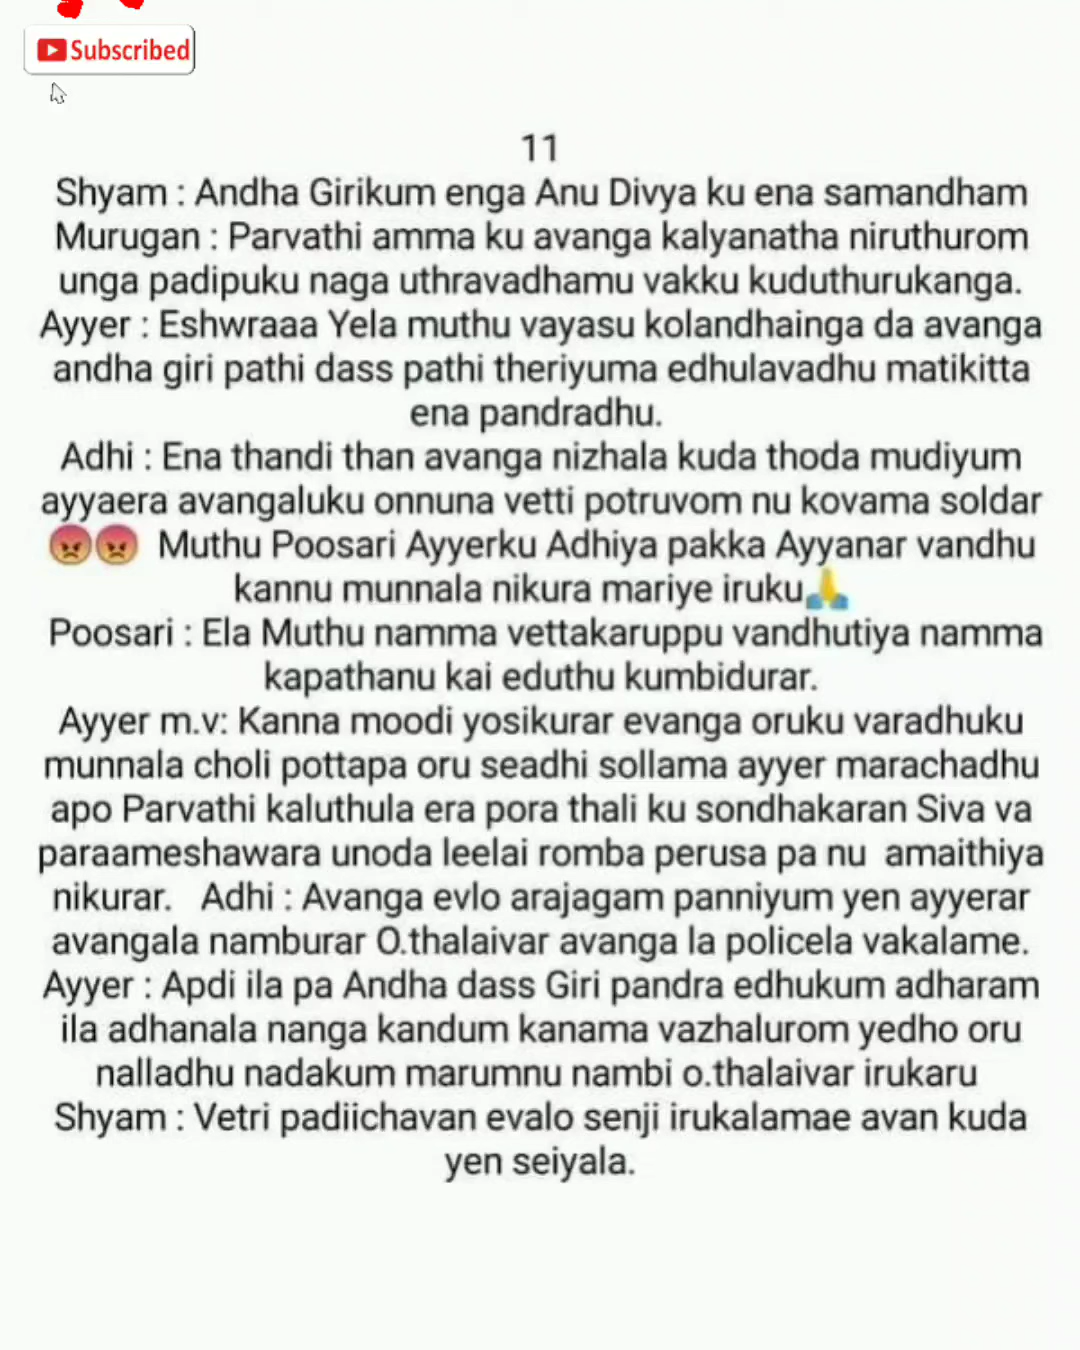 Subscribed
11
Shyam : Andha Girikum enga Anu Divya ku ena samandham
Murugan : Parvathi amma ku avanga kalyanatha niruthurom
unga padipuku naga uthravadhamu vakku kuduthurukanga.
Ayyer : Eshwraaa Yela muthu vayasu kolandhainga da avanga
andha giri pathi dass pathi theriyuma edhulavadhu matikitta
ena pandradhu.
Adhi : Ena thandi than avanga nizhala kuda thoda mudiyum
ayyaera avangaluku onnuna vetti potruvom nu kovama soldar
😡😡 Muthu Poosari Ayyerku Adhiya pakka Ayyanar vandhu
kannu munnala nikura mariye iruku🙏
Poosari : Ela Muthu namma vettakaruppu vandhutiya namma
kapathanu kai eduthu kumbidurar.
Ayyer m.v: Kanna moodi yosikurar evanga oruku varadhuku
munnala choli pottapa oru seadhi sollama ayyer marachadhu
apo Parvathi kaluthula era pora thali ku sondhakaran Siva va
paraameshawara unoda leelai romba perusa pa nu amaithiya
nikurar. Adhi : Avanga evlo arajagam panniyum yen ayyerar
avangala namburar O.thalaivar avanga la policela vakalame.
Ayyer : Apdi ila pa Andha dass Giri pandra edhukum adharam
ila adhanala nanga kandum kanama vazhalurom yedho oru
nalladhu nadakum marumnu nambi o.thalaivar irukaru
Shyam : Vetri padiichavan evalo senji irukalamae avan kuda
yen seiyala.